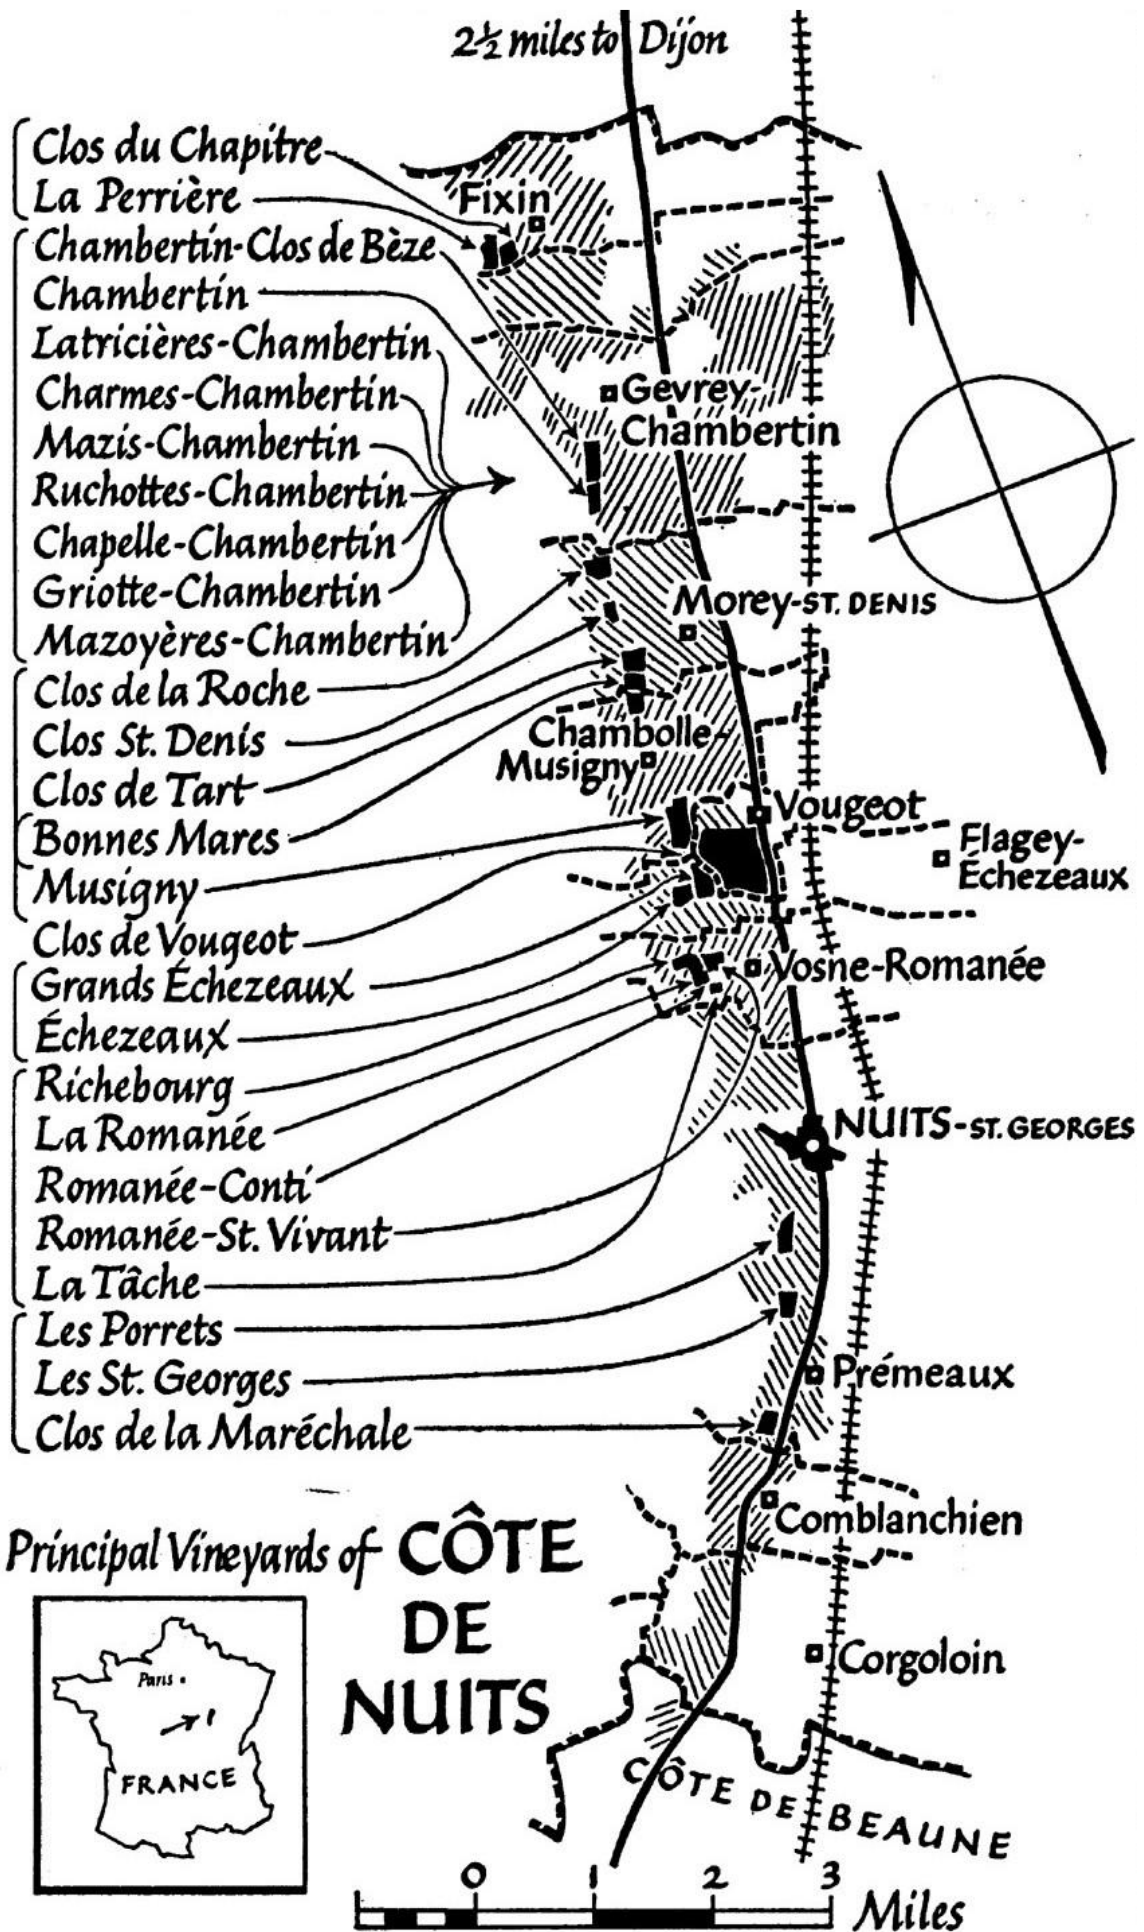 2½ miles to Dijon
Clos du Chapitre
La Perrière
Chambertin-Clos de Bèze
Chambertin
Latricières-Chambertin
Charmes-Chambertin
Mazis-Chambertin
Ruchottes-Chambertin
Chapelle-Chambertin
Griotte-Chambertin
Mazoyères-Chambertin
Clos de la Roche
Clos St. Denis
Clos de Tart
Bonnes Mares
Musigny
Clos de Vougeot
Grands Échezeaux
Échezeaux
Richebourg
La Romanée
Romanée-Conti
Romanée-St. Vivant
La Tâche
Les Porrets
Les St. Georges
Clos de la Maréchale
Fixin
Gevrey-
Chambertin
Morey-ST. DENIS
Chambolle-
Musigny
Vougeot
Flagey-
Échezeaux
Vosne-Romanée
NUITS-ST. GEORGES
Prémeaux
Comblanchien
Corgoloin
CÔTE DE BEAUNE
Principal Vineyards of CÔTE
DE
NUITS
Paris
FRANCE
0 1 2 3
Miles